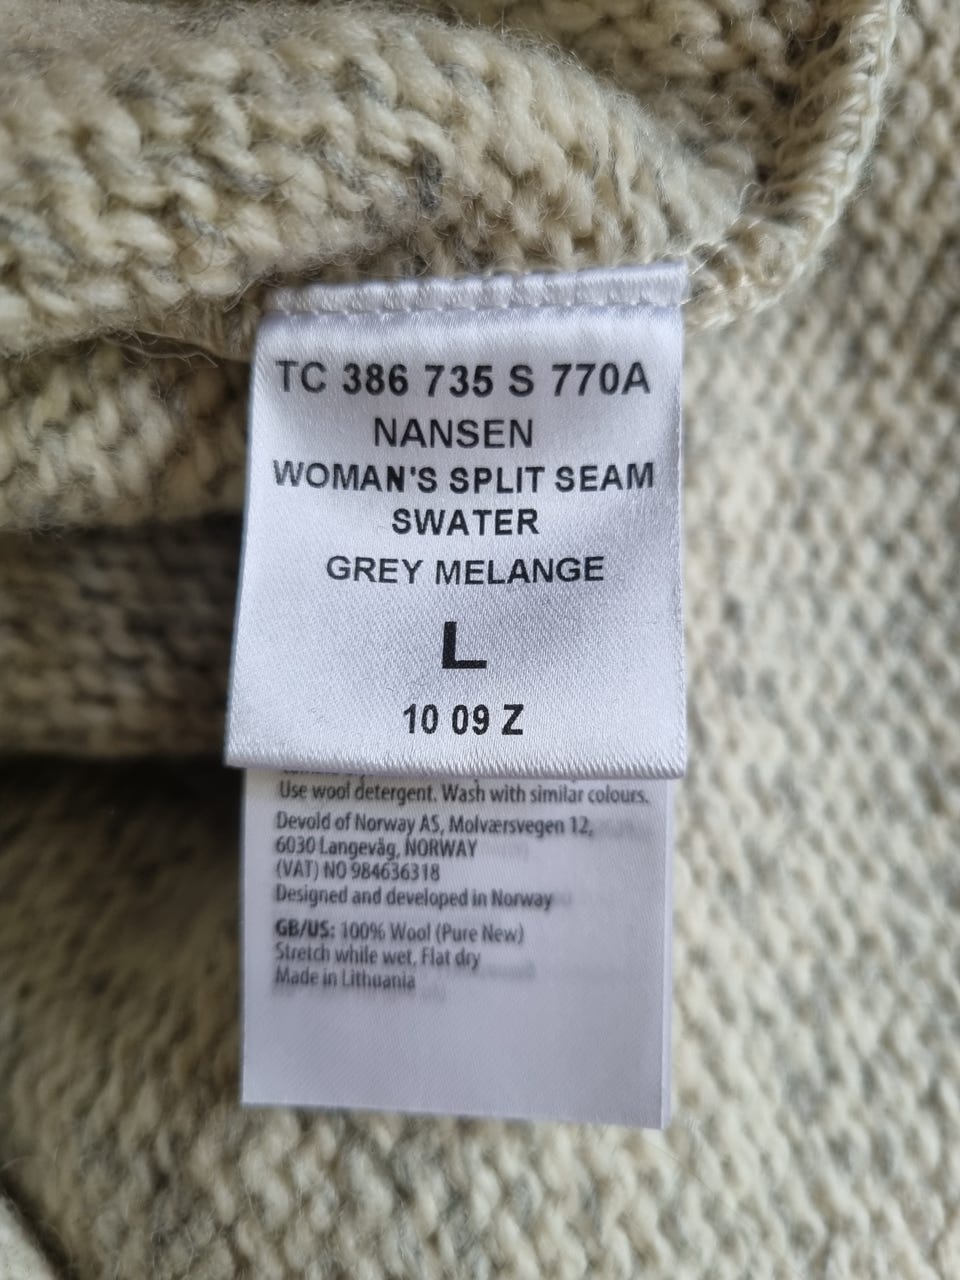 TC 386 735 S 770A
NANSEN
WOMAN'S SPLIT SEAM
SWATER
GREY MELANGE
L
10 09 Z
Use wool detergent. Wash with similar colours.
Devold of Norway AS, Molværsvegen 12,
6030 Langevåg, NORWAY
(VAT) NO 984636318
Designed and developed in Norway
GB/US: 100% Wool (Pure New)
Stretch while wet, Flat dry
Made in Lithuania